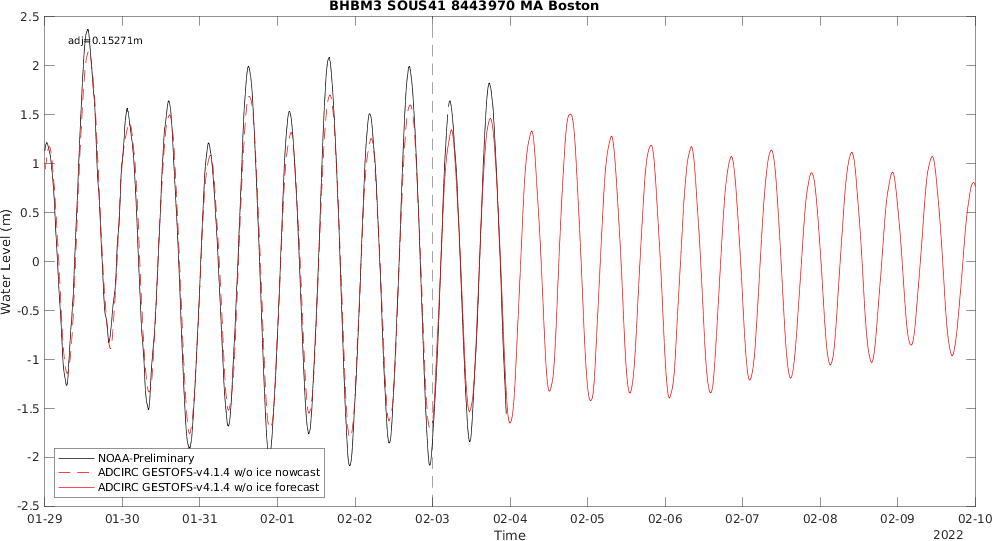 BHBM3 SOUS41 8443970 MA Boston
adj=0.15271m
Water Level (m)
2.5
2
1.5
1
0.5
0
-0.5
-1
-1.5
-2
-2.5
NOAA-Preliminary
ADCIRC GESTOFS-v4.1.4 w/o ice nowcast
ADCIRC GESTOFS-v4.1.4 w/o ice forecast
01-29 01-30 01-31 02-01 02-02 02-03 02-04 02-05 02-06 02-07 02-08 02-09 02-10
Time
2022